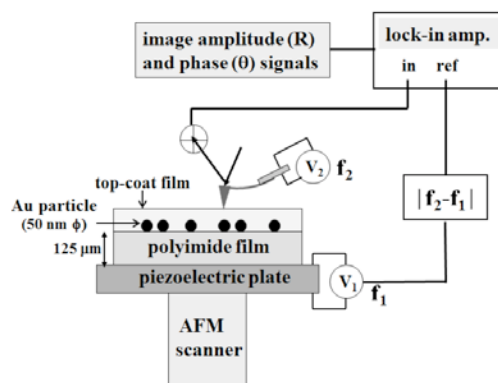 image amplitude (R)
and phase (θ) signals
lock-in amp.
in ref
V₂
f₂
top-coat film
Au particle
(50 nm ϕ)
|f₂-f₁|
125 μm
polyimide film
piezoelectric plate
V₁
f₁
AFM
scanner